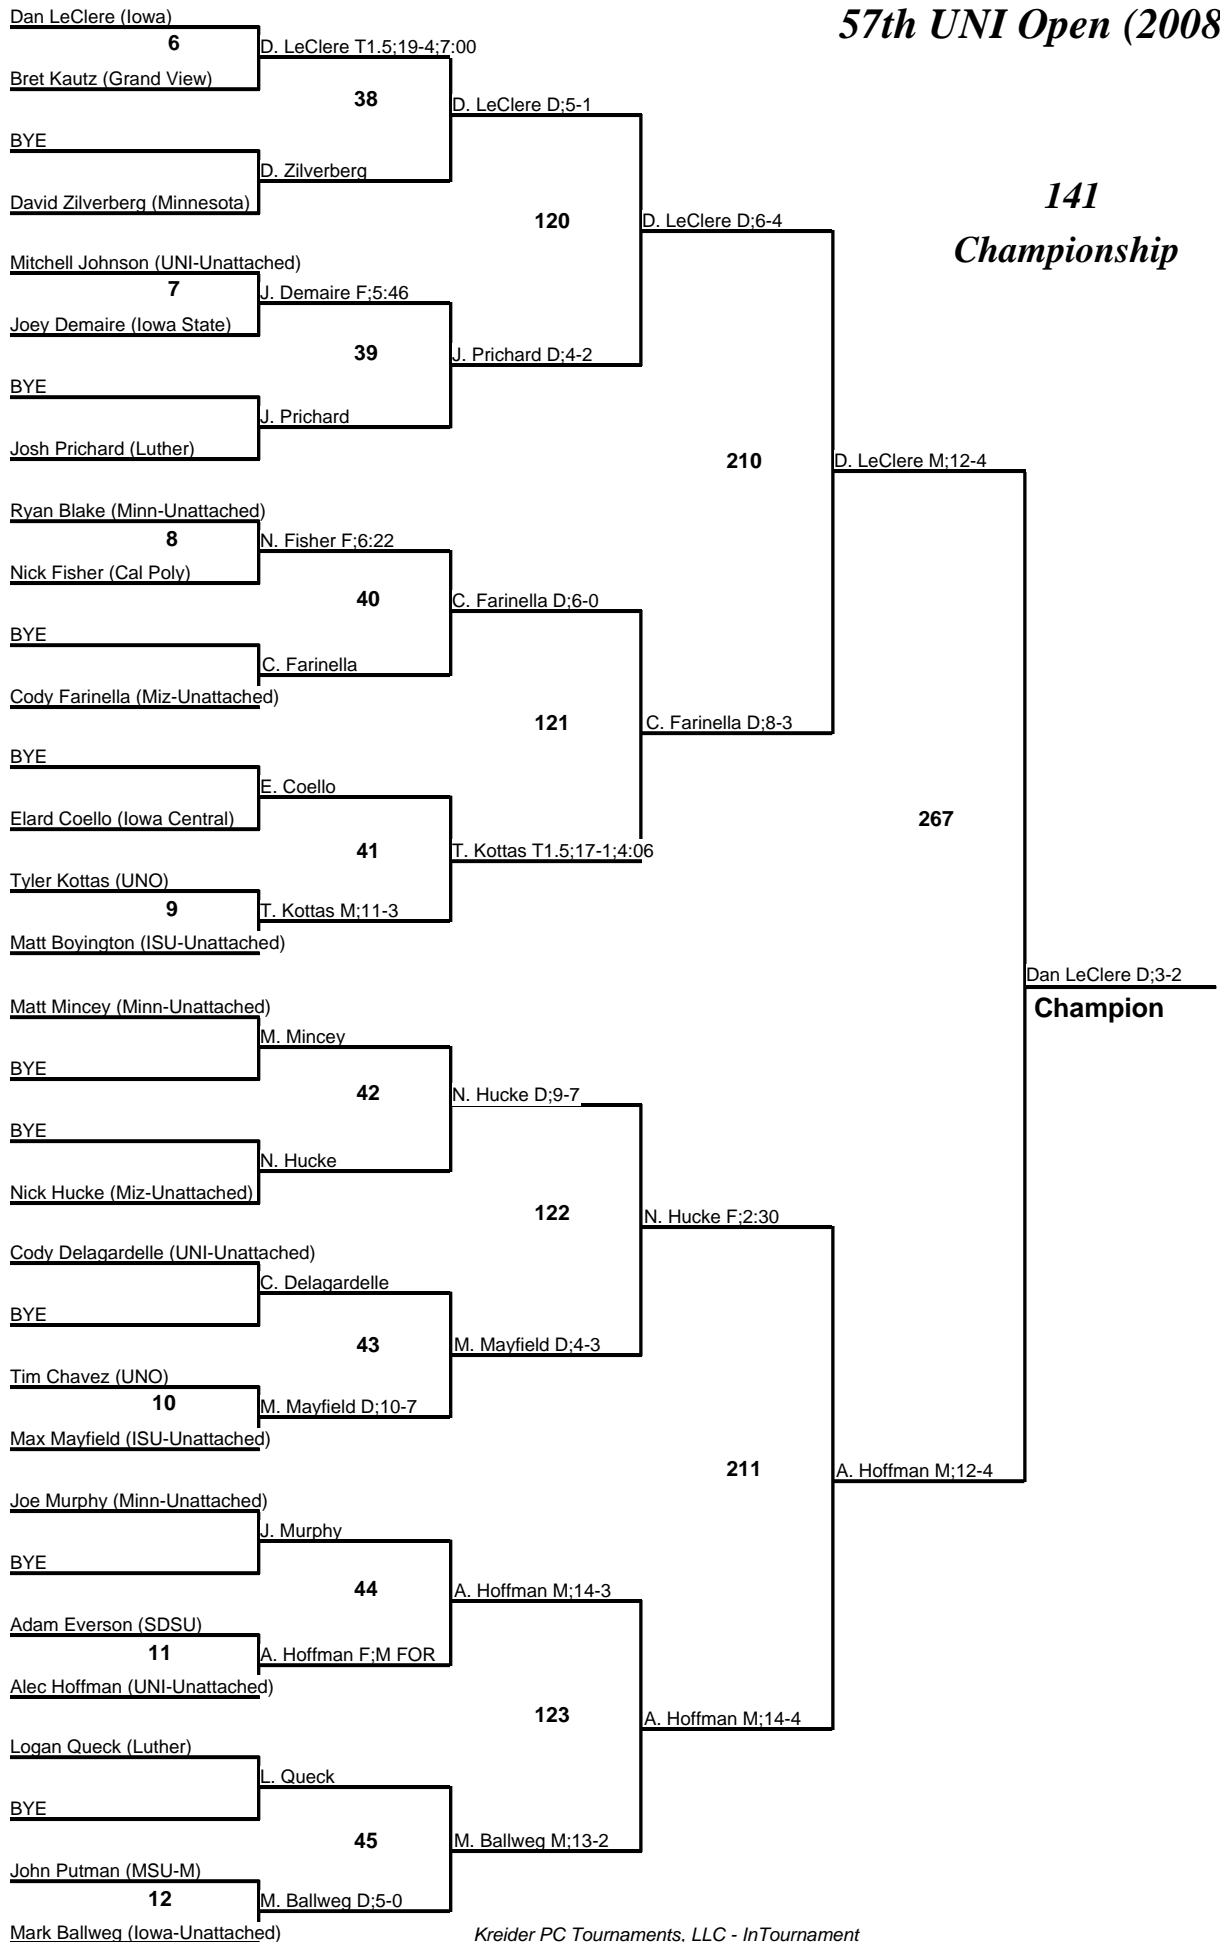 57th UNI Open (2008
141
Championship
Dan LeClere (Iowa)
6
D. LeClere T1.5;19-4;7:00
Bret Kautz (Grand View)
38
D. LeClere D;5-1
BYE
D. Zilverberg
David Zilverberg (Minnesota)
120
D. LeClere D;6-4
Mitchell Johnson (UNI-Unattached)
7
J. Demaire F;5:46
Joey Demaire (Iowa State)
39
J. Prichard D;4-2
BYE
J. Prichard
Josh Prichard (Luther)
210
D. LeClere M;12-4
Ryan Blake (Minn-Unattached)
8
N. Fisher F;6:22
Nick Fisher (Cal Poly)
40
C. Farinella D;6-0
BYE
C. Farinella
Cody Farinella (Miz-Unattached)
121
C. Farinella D;8-3
BYE
E. Coello
Elard Coello (Iowa Central)
267
41
T. Kottas T1.5;17-1;4:06
Tyler Kottas (UNO)
9
T. Kottas M;11-3
Matt Boyington (ISU-Unattached)
Dan LeClere D;3-2
Champion
Matt Mincey (Minn-Unattached)
M. Mincey
BYE
42
N. Hucke D;9-7
BYE
N. Hucke
Nick Hucke (Miz-Unattached)
122
N. Hucke F;2:30
Cody Delagardelle (UNI-Unattached)
C. Delagardelle
BYE
43
M. Mayfield D;4-3
Tim Chavez (UNO)
10
M. Mayfield D;10-7
Max Mayfield (ISU-Unattached)
211
A. Hoffman M;12-4
Joe Murphy (Minn-Unattached)
J. Murphy
BYE
44
A. Hoffman M;14-3
Adam Everson (SDSU)
11
A. Hoffman F;M FOR
Alec Hoffman (UNI-Unattached)
123
A. Hoffman M;14-4
Logan Queck (Luther)
L. Queck
BYE
45
M. Ballweg M;13-2
John Putman (MSU-M)
12
M. Ballweg D;5-0
Mark Ballweg (Iowa-Unattached)
Kreider PC Tournaments, LLC - InTournament